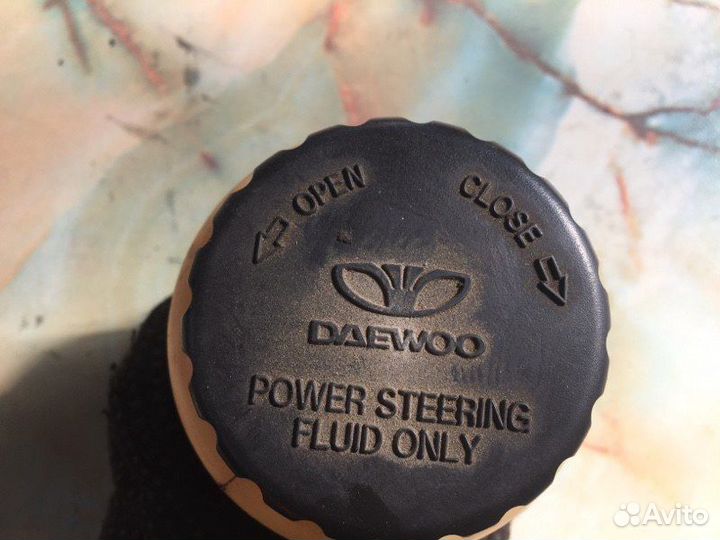 OPEN
CLOSE
DAEWOO
POWER STEERING
FLUID ONLY
Avito